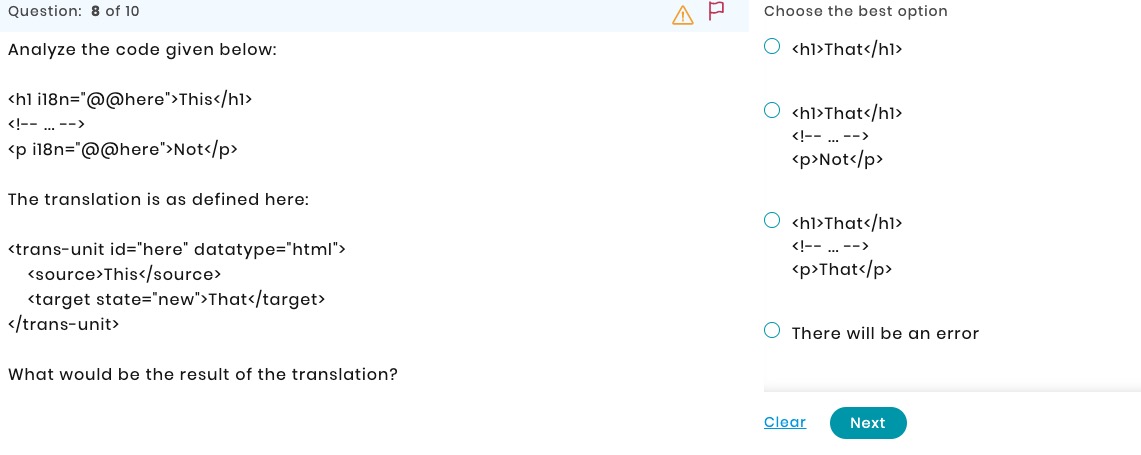 Question: 8 of 10
Analyze the code given below:
<h1 i18n="@@here">This</h1>
<!-- ... -->
<p i18n="@@here">Not</p>
The translation is as defined here:
<trans-unit id="here" datatype="html">
<source>This</source>
<target state="new">That</target>
</trans-unit>
What would be the result of the translation?
Choose the best option
<h1>That</h1>
<h1>That</h1>
<!-- ... -->
<p>Not</p>
<h1>That</h1>
<!-- ... -->
<p>That</p>
There will be an error
Clear
Next